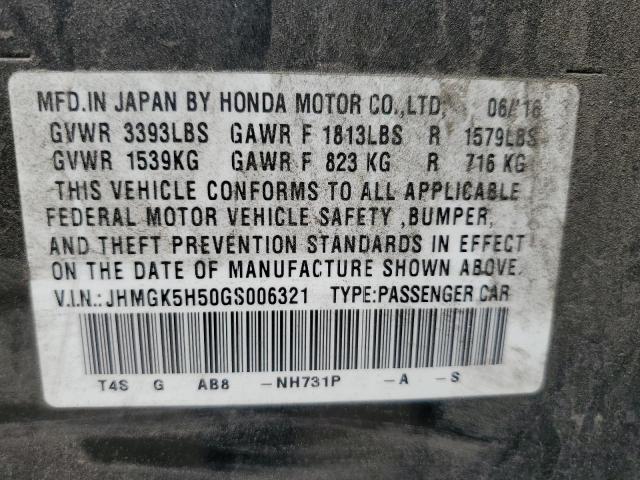 MFD.IN JAPAN BY HONDA MOTOR CO.,LTD, 06/'16
GVWR 3393LBS GAWR F 1813LBS R 1579LBS
GVWR 1539KG GAWR F 823 KG R 716 KG
THIS VEHICLE CONFORMS TO ALL APPLICABLE
FEDERAL MOTOR VEHICLE SAFETY ,BUMPER,
AND THEFT PREVENTION STANDARDS IN EFFECT
ON THE DATE OF MANUFACTURE SHOWN ABOVE.
V.I.N.:JHMGK5H50GS006321 TYPE:PASSENGER CAR
T4S G AB8 -NH731P -A -S